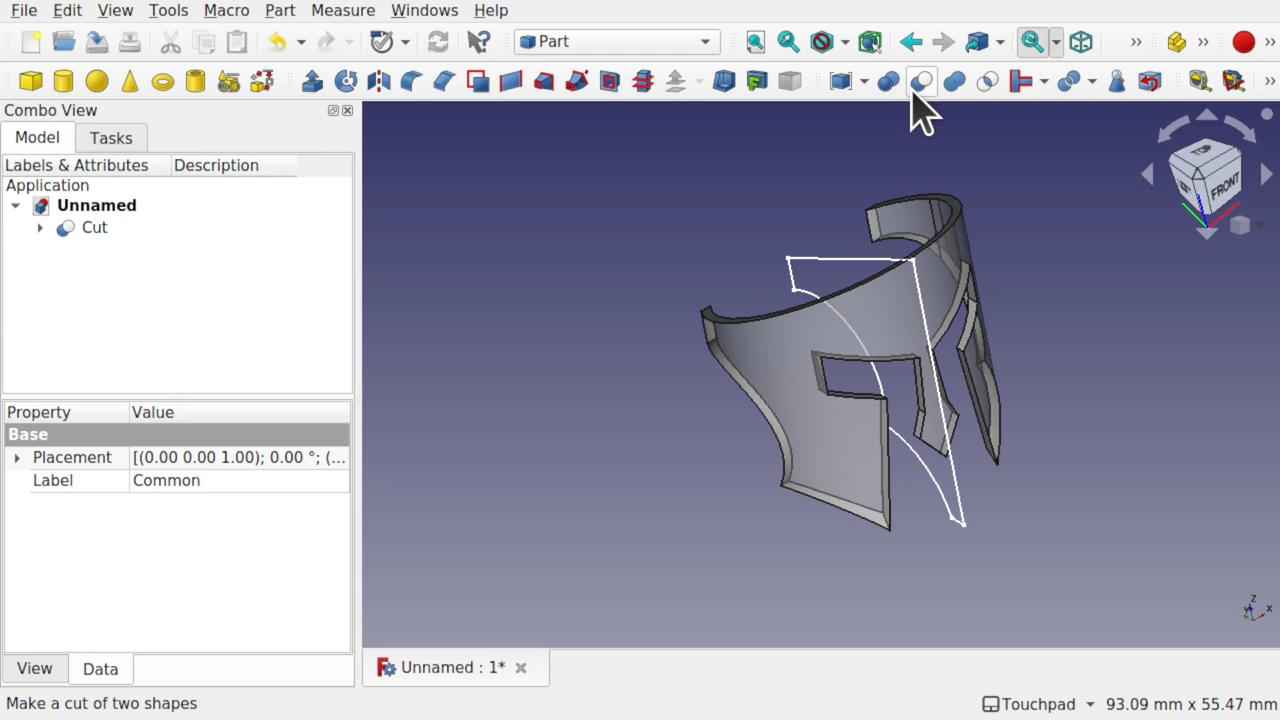 File Edit View Tools Macro Part Measure Windows Help
Part
Combo View
Model Tasks
Labels & Attributes Description
Application
Unnamed
Cut
Property Value
Base
Placement [(0.00 0.00 1.00); 0.00 °; (...
Label Common
View Data
TOP
FRONT
Z
X
Unnamed : 1*
Make a cut of two shapes
Touchpad 93.09 mm x 55.47 mm